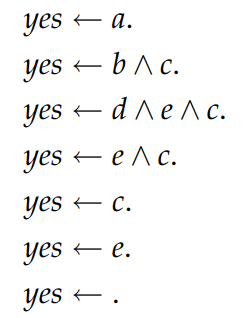 yes ← a.
yes ← b ∧ c.
yes ← d ∧ e ∧ c.
yes ← e ∧ c.
yes ← c.
yes ← e.
yes ← .